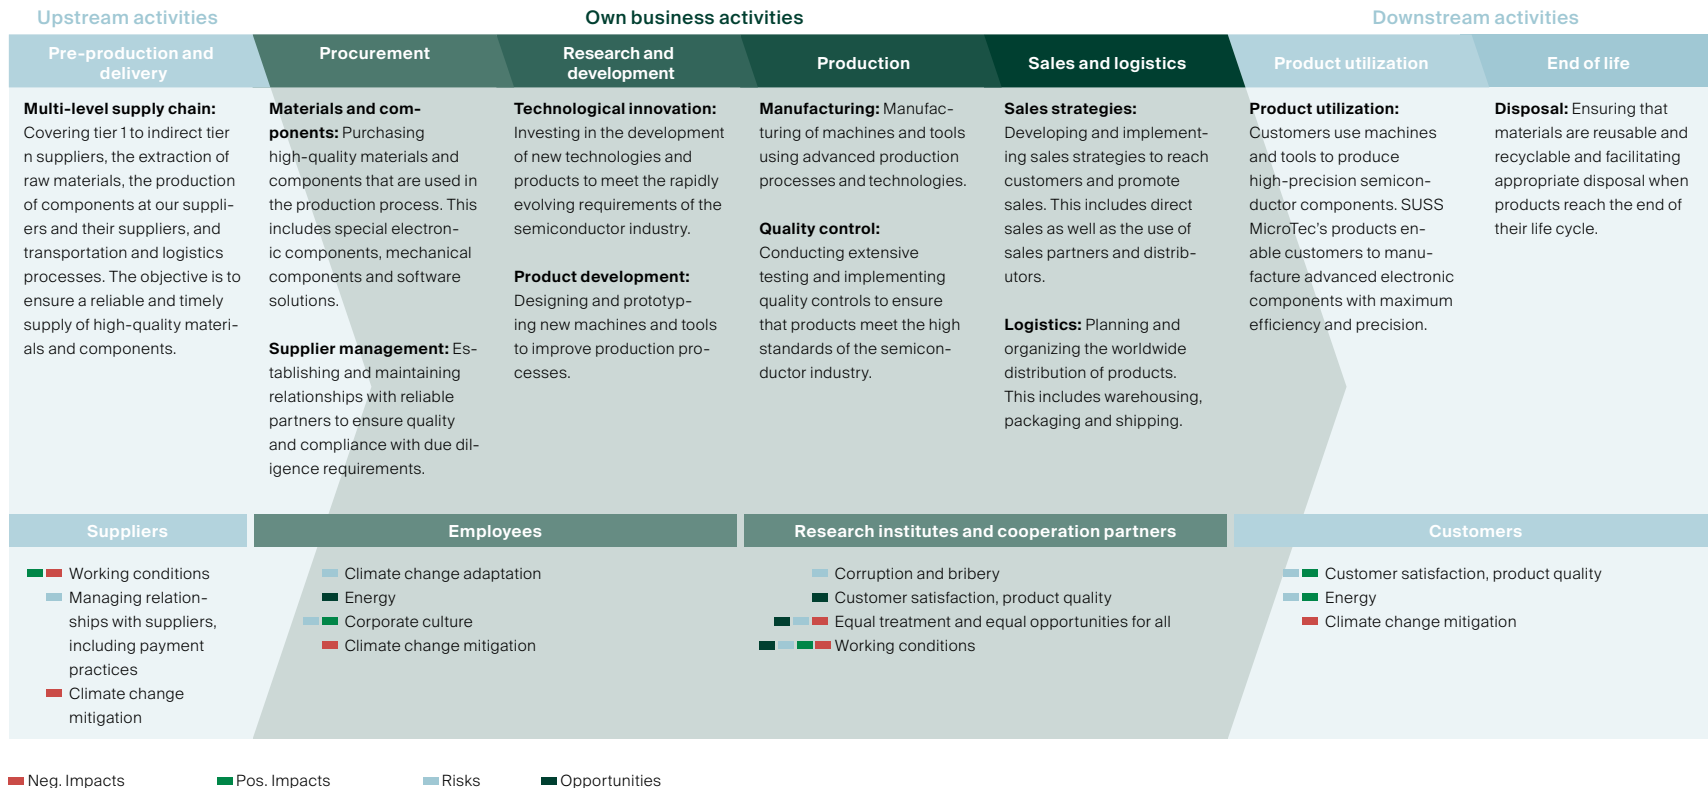 Upstream activities
Own business activities
Downstream activities
Pre-production and
delivery
Procurement
Research and
development
Production
Sales and logistics
Product utilization
End of life
Multi-level supply chain:
Covering tier 1 to indirect tier
n suppliers, the extraction of
raw materials, the production
of components at our suppli-
ers and their suppliers, and
transportation and logistics
processes. The objective is to
ensure a reliable and timely
supply of high-quality materi-
als and components.
Materials and com-
ponents: Purchasing
high-quality materials and
components that are used in
the production process. This
includes special electron-
ic components, mechanical
components and software
solutions.
Supplier management: Es-
tablishing and maintaining
relationships with reliable
partners to ensure quality
and compliance with due dil-
igence requirements.
Technological innovation:
Investing in the development
of new technologies and
products to meet the rapidly
evolving requirements of the
semiconductor industry.
Product development:
Designing and prototyp-
ing new machines and tools
to improve production pro-
cesses.
Manufacturing: Manufac-
turing of machines and tools
using advanced production
processes and technologies.
Quality control:
Conducting extensive
testing and implementing
quality controls to ensure
that products meet the high
standards of the semicon-
ductor industry.
Sales strategies:
Developing and implement-
ing sales strategies to reach
customers and promote
sales. This includes direct
sales as well as the use of
sales partners and distrib-
utors.
Logistics: Planning and
organizing the worldwide
distribution of products.
This includes warehousing,
packaging and shipping.
Product utilization:
Customers use machines
and tools to produce
high-precision semicon-
ductor components. SUSS
MicroTec's products en-
able customers to manu-
facture advanced electronic
components with maximum
efficiency and precision.
Disposal: Ensuring that
materials are reusable and
recyclable and facilitating
appropriate disposal when
products reach the end of
their life cycle.
Suppliers
Employees
Research institutes and cooperation partners
Customers
Working conditions
Managing relation-
ships with suppliers,
including payment
practices
Climate change
mitigation
Climate change adaptation
Energy
Corporate culture
Climate change mitigation
Corruption and bribery
Customer satisfaction, product quality
Equal treatment and equal opportunities for all
Working conditions
Customer satisfaction, product quality
Energy
Climate change mitigation
Neg. Impacts
Pos. Impacts
Risks
Opportunities